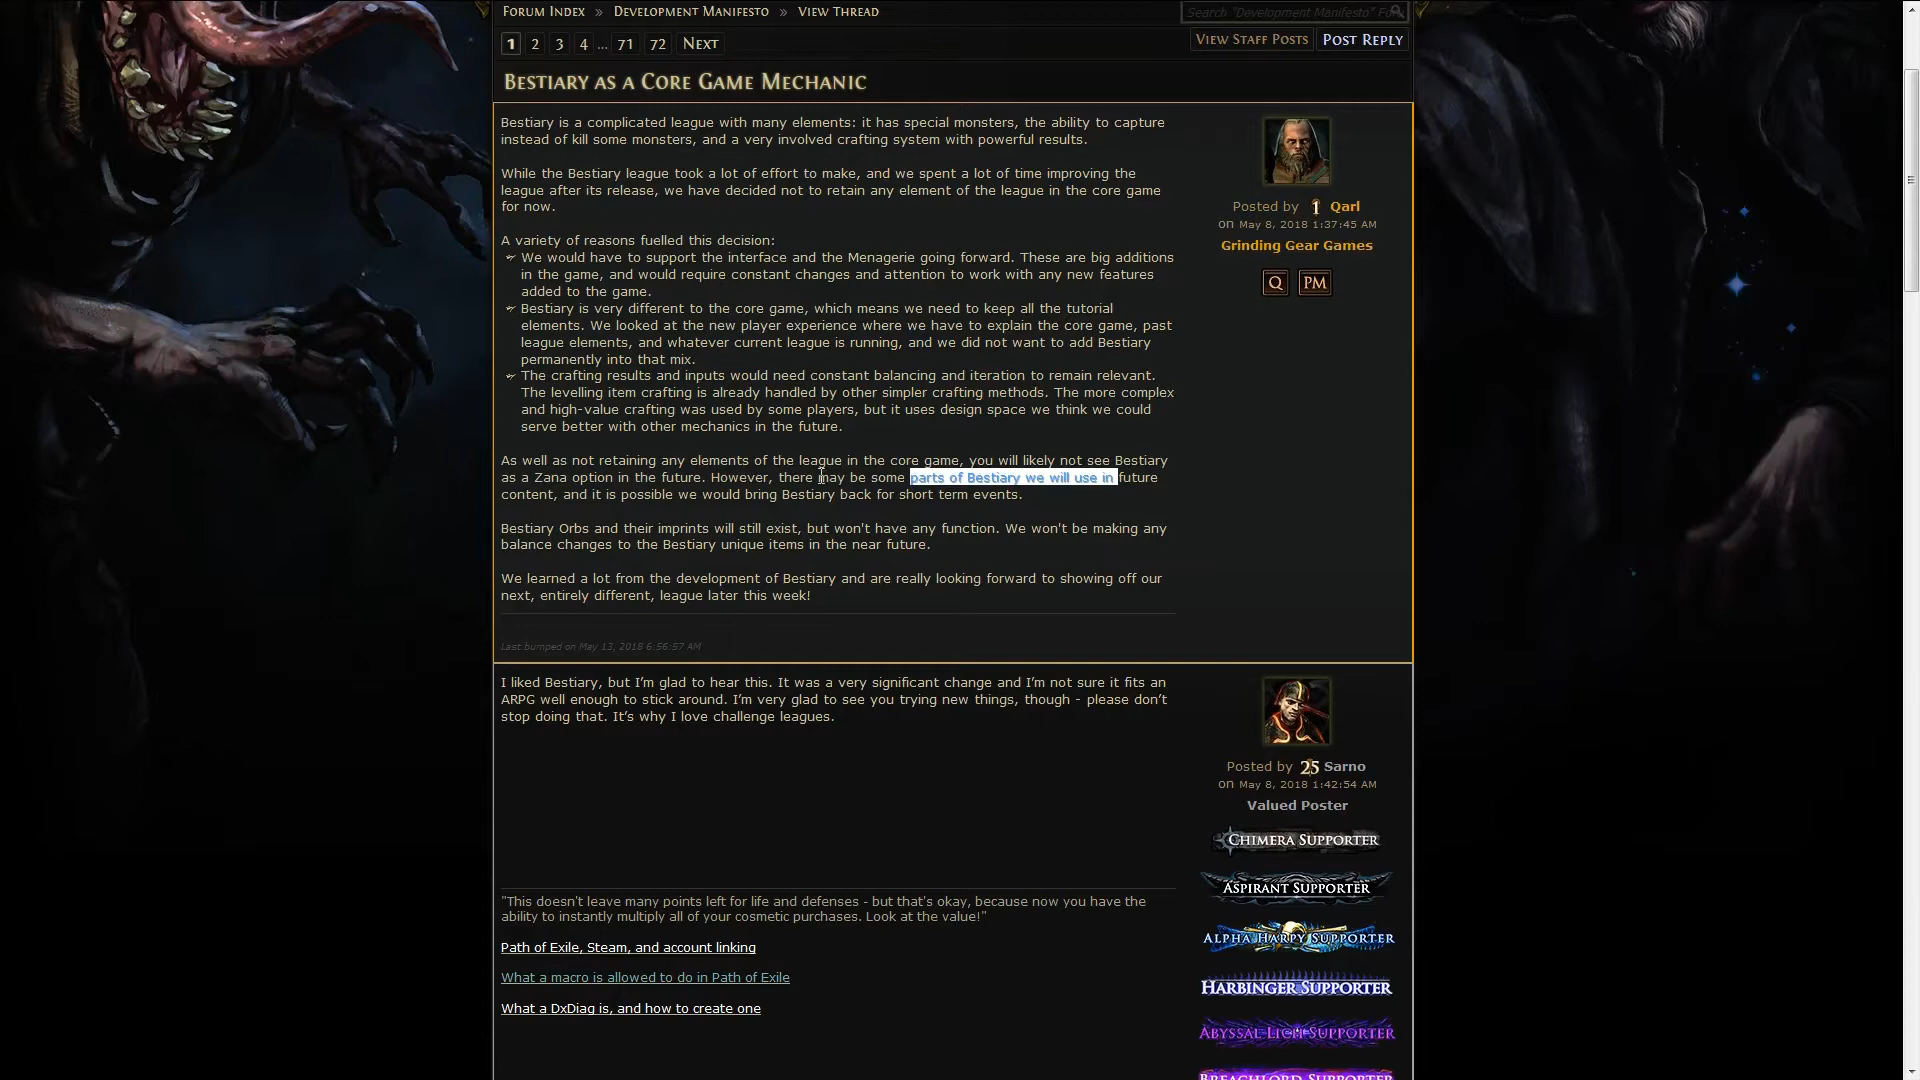 Forum Index » Development Manifesto » View Thread
Search "Development Manifesto" For
1 2 3 4 ... 71 72 Next
View Staff Posts Post Reply
Bestiary as a Core Game Mechanic
Bestiary is a complicated league with many elements: it has special monsters, the ability to capture
instead of kill some monsters, and a very involved crafting system with powerful results.
While the Bestiary league took a lot of effort to make, and we spent a lot of time improving the
league after its release, we have decided not to retain any element of the league in the core game
for now.
A variety of reasons fuelled this decision:
We would have to support the interface and the Menagerie going forward. These are big additions
in the game, and would require constant changes and attention to work with any new features
added to the game.
Bestiary is very different to the core game, which means we need to keep all the tutorial
elements. We looked at the new player experience where we have to explain the core game, past
league elements, and whatever current league is running, and we did not want to add Bestiary
permanently into that mix.
The crafting results and inputs would need constant balancing and iteration to remain relevant.
The levelling item crafting is already handled by other simpler crafting methods. The more complex
and high-value crafting was used by some players, but it uses design space we think we could
serve better with other mechanics in the future.
As well as not retaining any elements of the league in the core game, you will likely not see Bestiary
as a Zana option in the future. However, there may be some parts of Bestiary we will use in future
content, and it is possible we would bring Bestiary back for short term events.
Bestiary Orbs and their imprints will still exist, but won't have any function. We won't be making any
balance changes to the Bestiary unique items in the near future.
We learned a lot from the development of Bestiary and are really looking forward to showing off our
next, entirely different, league later this week!
Last bumped on May 13, 2018 6:56:57 AM
Posted by 1 Qarl
on May 8, 2018 1:37:45 AM
Grinding Gear Games
Q PM
I liked Bestiary, but I’m glad to hear this. It was a very significant change and I’m not sure it fits an
ARPG well enough to stick around. I’m very glad to see you trying new things, though - please don’t
stop doing that. It’s why I love challenge leagues.
"This doesn't leave many points left for life and defenses - but that's okay, because now you have the
ability to instantly multiply all of your cosmetic purchases. Look at the value!"
Path of Exile, Steam, and account linking
What a macro is allowed to do in Path of Exile
What a DxDiag is, and how to create one
Posted by 25 Sarno
on May 8, 2018 1:42:54 AM
Valued Poster
Chimera Supporter
Aspirant Supporter
Alpha Harpy Supporter
Harbinger Supporter
Abyssal Lich Supporter
Breachlord Supporter